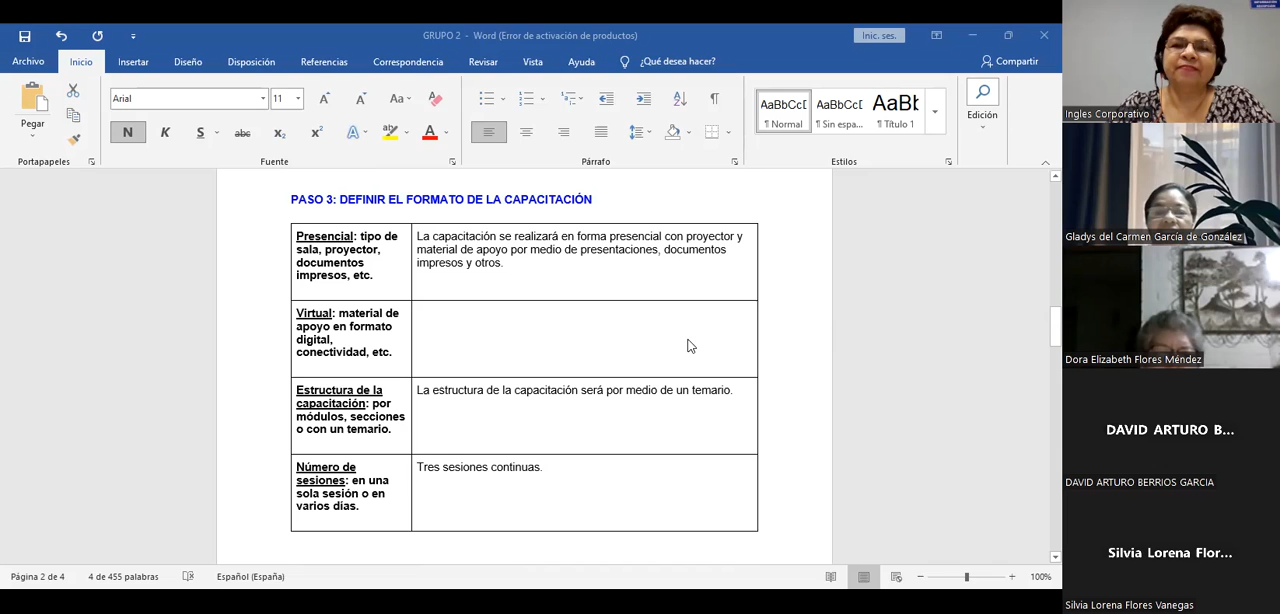 GRUPO 2 - Word (Error de activación de productos)
Inic. ses.
Archivo Inicio Insertar Diseño Disposición Referencias Correspondencia Revisar Vista Ayuda ¿Qué desea hacer? Compartir
Pegar
Arial 11
Aa
N K S abc x₂ x² A A
AaBbCcD AaBbCcD AaBb
¶ Normal ¶ Sin espa... ¶ Título 1
Edición
Portapapeles Fuente Párrafo Estilos
PASO 3: DEFINIR EL FORMATO DE LA CAPACITACIÓN
Presencial: tipo de
sala, proyector,
documentos
impresos, etc.
La capacitación se realizará en forma presencial con proyector y
material de apoyo por medio de presentaciones, documentos
impresos y otros.
Virtual: material de
apoyo en formato
digital,
conectividad, etc.
Estructura de la
capacitación: por
módulos, secciones
o con un temario.
La estructura de la capacitación será por medio de un temario.
Número de
sesiones: en una
sola sesión o en
varios días.
Tres sesiones continuas.
Página 2 de 4 4 de 455 palabras Español (España) 100%
Ingles Corporativo
Gladys del Carmen García de González
Dora Elizabeth Flores Méndez
DAVID ARTURO B...
DAVID ARTURO BERRIOS GARCIA
Silvia Lorena Flor...
Silvia Lorena Flores Vanegas